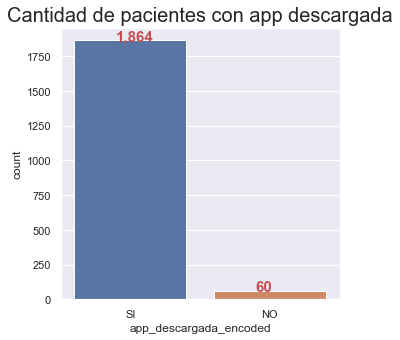 Cantidad de pacientes con app descargada
1.864
1750
1500
1250
1000
750
500
250
0
count
60
SI
NO
app_descargada_encoded